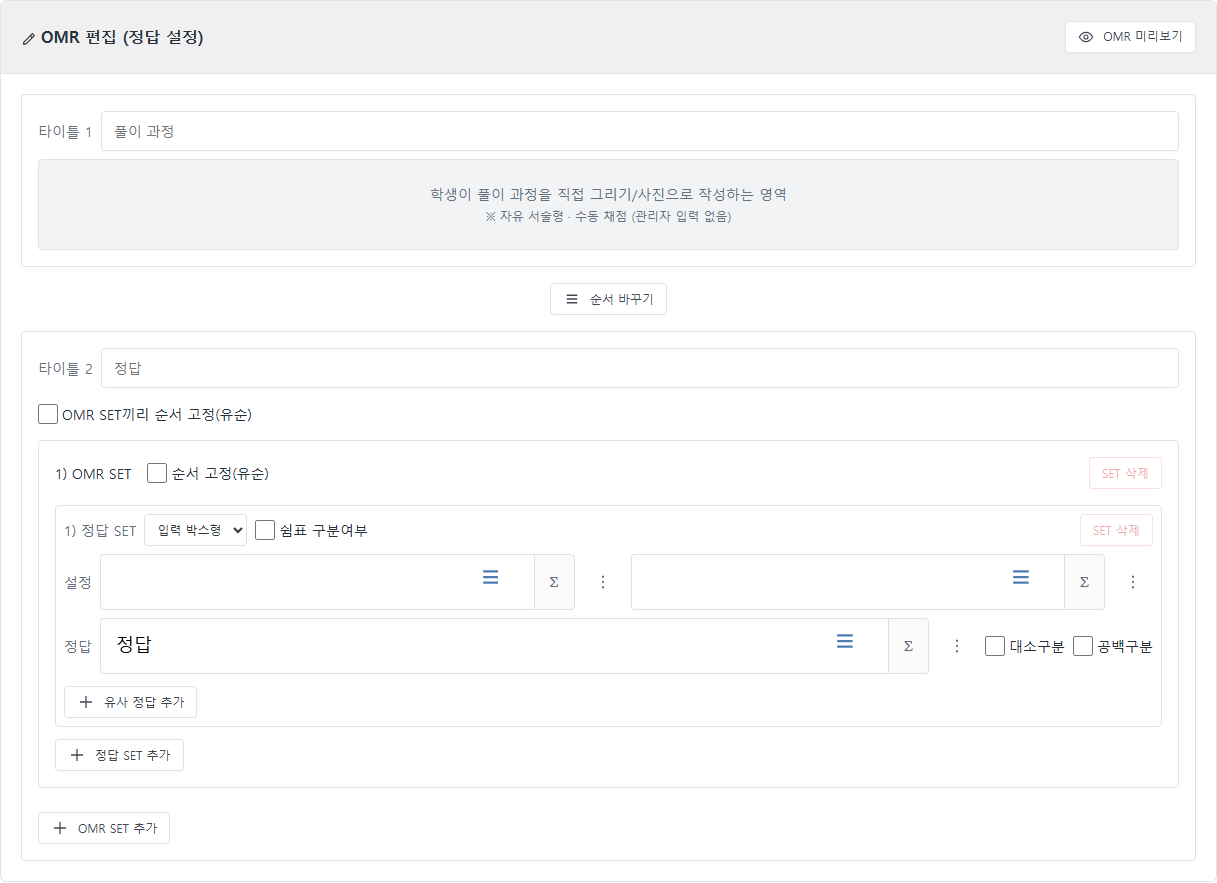 OMR 편집 (정답 설정)
OMR 미리보기
타이틀 1
풀이 과정
학생이 풀이 과정을 직접 그리기/사진으로 작성하는 영역
※ 자유 서술형 · 수동 채점 (관리자 입력 없음)
순서 바꾸기
타이틀 2
정답
OMR SET끼리 순서 고정(유순)
1) OMR SET
순서 고정(유순)
SET 삭제
1) 정답 SET
입력 박스형
쉼표 구분여부
SET 삭제
설정
Σ
Σ
정답
정답
Σ
대소구분
공백구분
유사 정답 추가
정답 SET 추가
OMR SET 추가